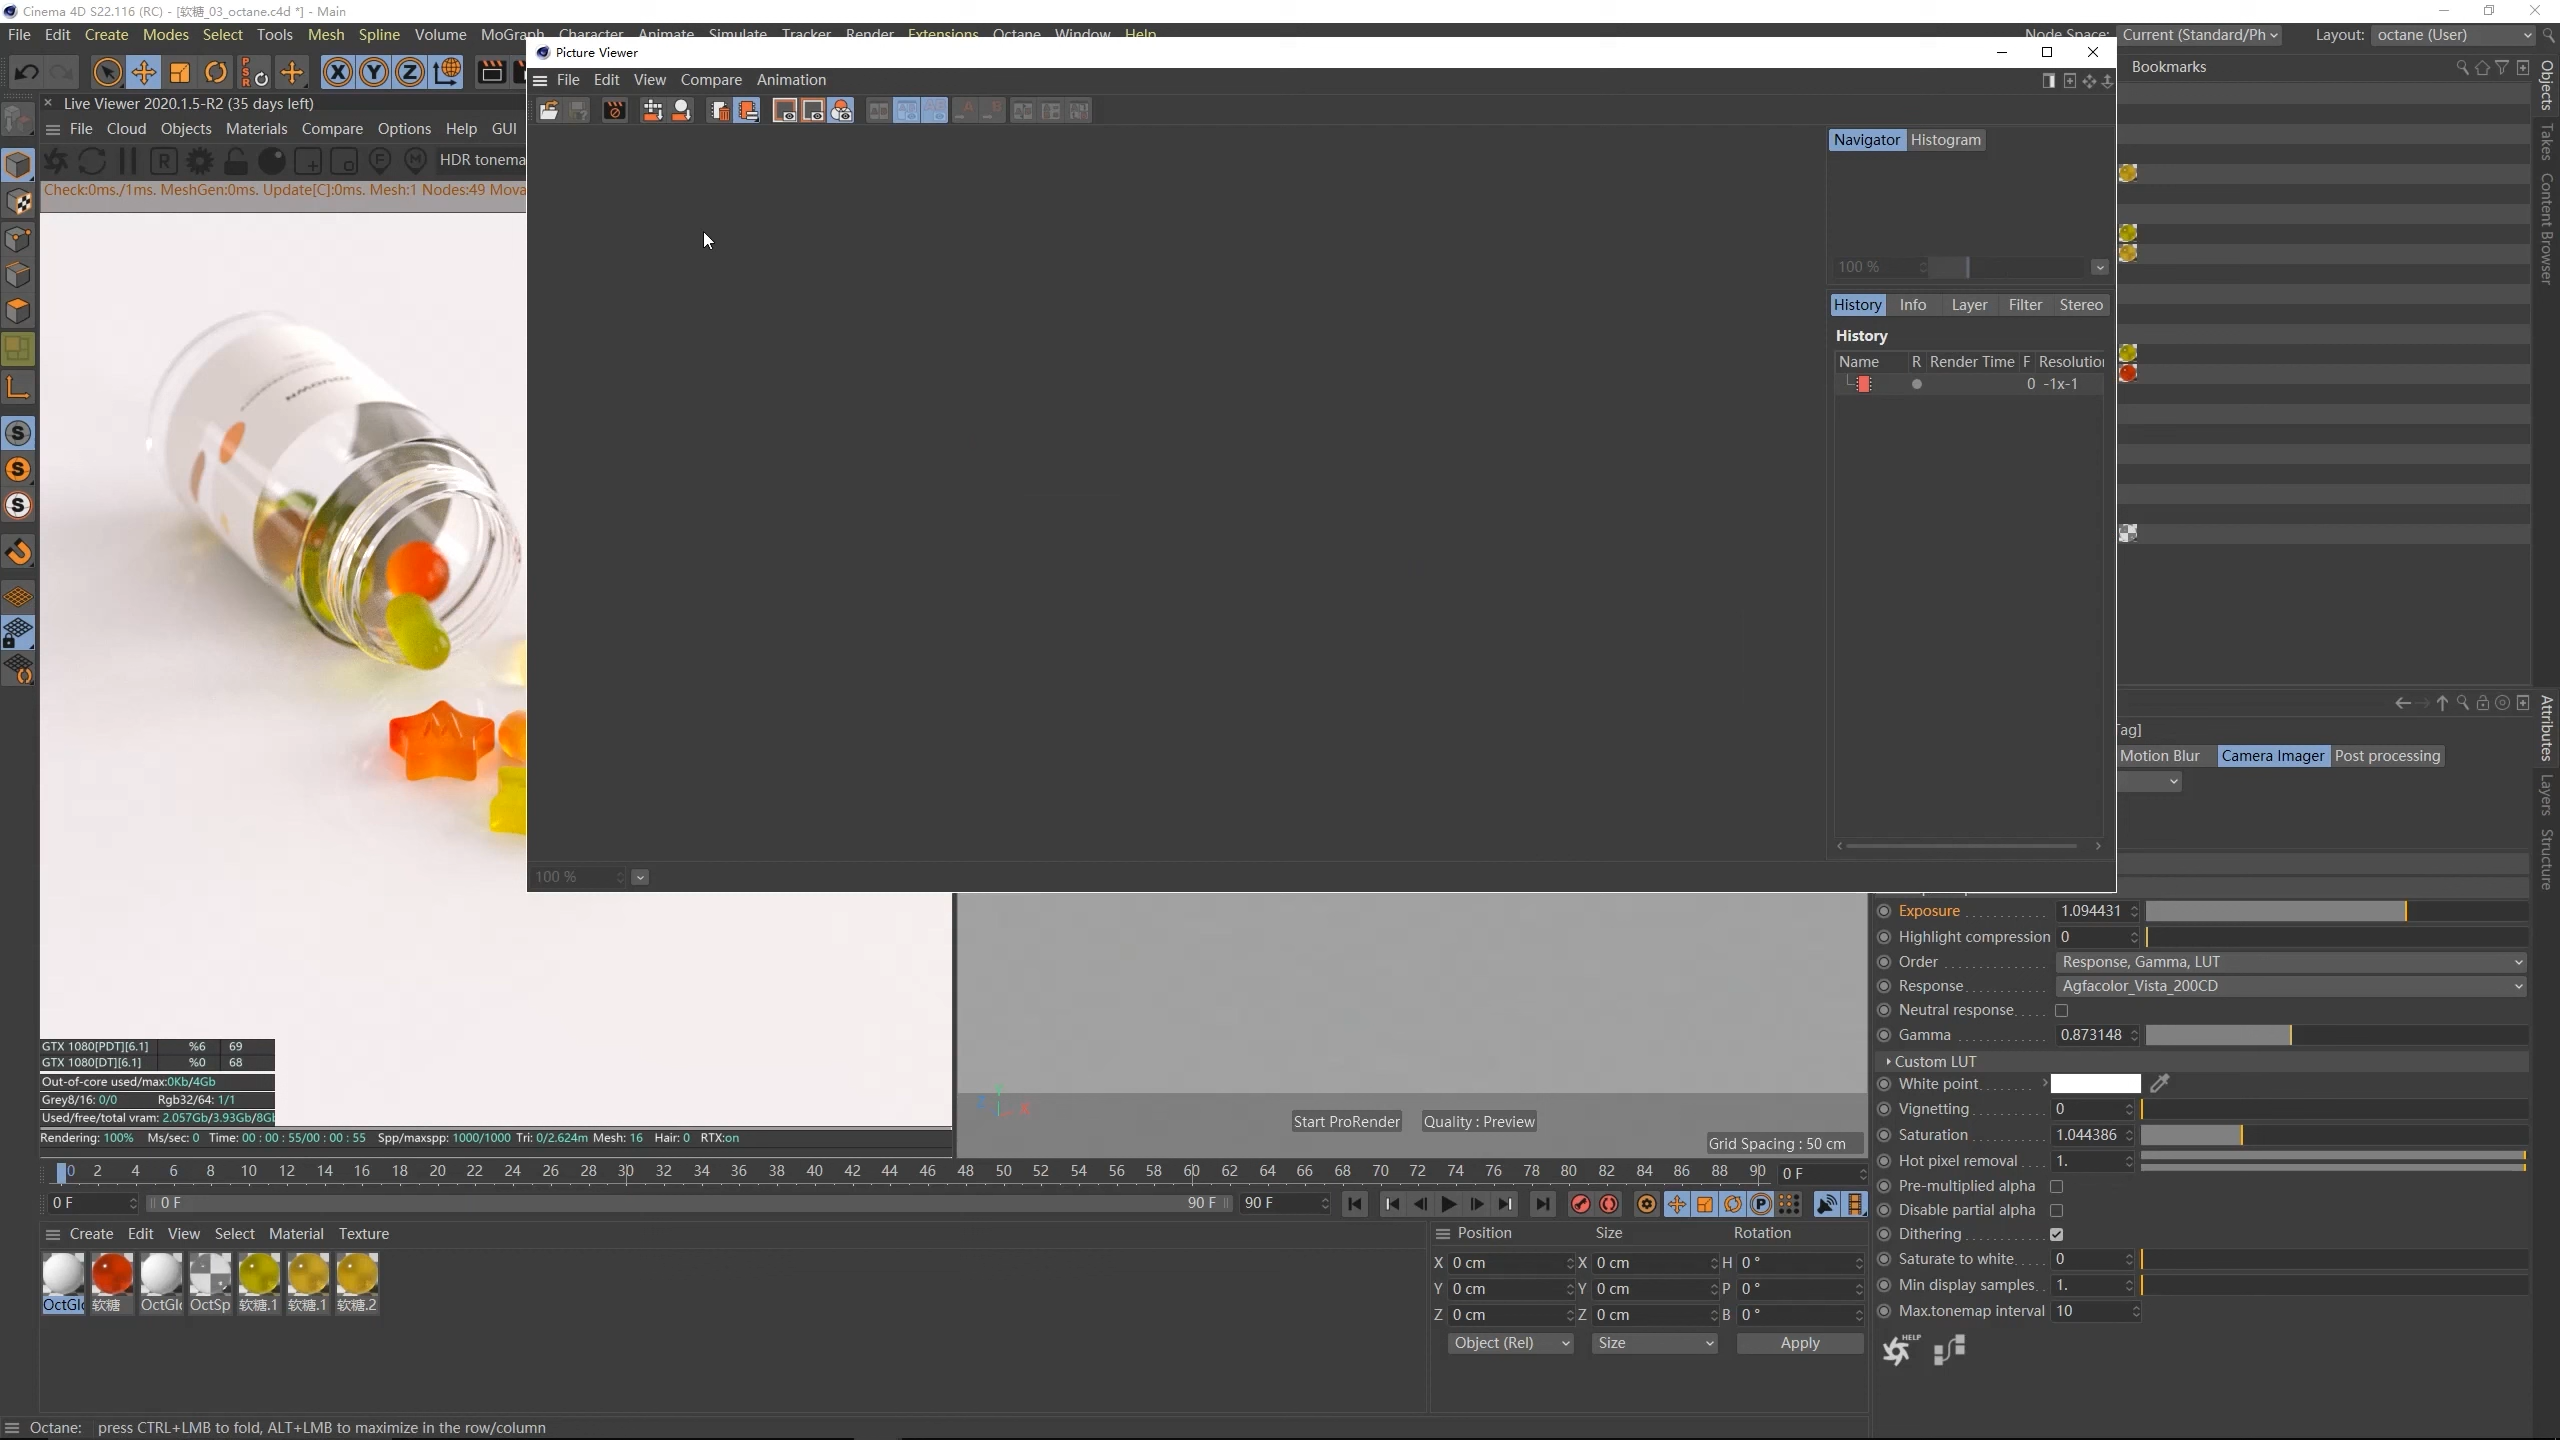 Cinema 4D S22.116 (RC) - [软糖_03_octane.c4d *] - Main
File Edit Create Modes Select Tools Mesh Spline Volume MoGraph Character Animate Simulate Tracker Render Extensions Octane Window Help
Node Space: Current (Standard/Ph Layout: octane (User)
Picture Viewer
File Edit View Compare Animation
Bookmarks
Live Viewer 2020.1.5-R2 (35 days left)
File Cloud Objects Materials Compare Options Help GUI
HDR tonema
Check:0ms./1ms. MeshGen:0ms. Update[C]:0ms. Mesh:1 Nodes:49 Mova
Navigator Histogram
100 %
History Info Layer Filter Stereo
History
Name R Render Time F Resolution
0 -1x-1
100 %
Objects
Takes
Content Browser
Attributes
Layers
Structure
Tag]
Motion Blur Camera Imager Post processing
Exposure 1.094431
Highlight compression 0
Order Response, Gamma, LUT
Response Agfacolor_Vista_200CD
Neutral response
Gamma 0.873148
Custom LUT
White point
Vignetting 0
Saturation 1.044386
Hot pixel removal 1.
Pre-multiplied alpha
Disable partial alpha
Dithering
Saturate to white 0
Min display samples 1.
Max.tonemap interval 10
HELP
GTX 1080[PDT][6.1] %6 69
GTX 1080[DT][6.1] %0 68
Out-of-core used/max:0Kb/4Gb
Grey8/16: 0/0 Rgb32/64: 1/1
Used/free/total vram: 2.057Gb/3.93Gb/8Gb
Rendering: 100% Ms/sec: 0 Time: 00 : 00 : 55/00 : 00 : 55 Spp/maxspp: 1000/1000 Tri: 0/2.624m Mesh: 16 Hair: 0 RTX:on
Start ProRender Quality : Preview
Grid Spacing : 50 cm
0 2 4 6 8 10 12 14 16 18 20 22 24 26 28 30 32 34 36 38 40 42 44 46 48 50 52 54 56 58 60 62 64 66 68 70 72 74 76 78 80 82 84 86 88 90 0 F
0 F 0 F 90 F 90 F
Create Edit View Select Material Texture
OctGlo 软糖 OctGlo OctSp 软糖.1 软糖.1 软糖.2
Position Size Rotation
X 0 cm X 0 cm H 0 °
Y 0 cm Y 0 cm P 0 °
Z 0 cm Z 0 cm B 0 °
Object (Rel) Size Apply
Octane: press CTRL+LMB to fold, ALT+LMB to maximize in the row/column